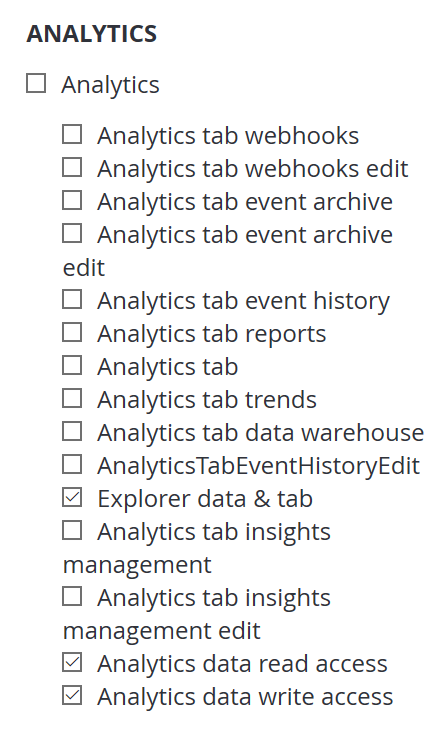 ANALYTICS
Analytics
Analytics tab webhooks
Analytics tab webhooks edit
Analytics tab event archive
Analytics tab event archive
edit
Analytics tab event history
Analytics tab reports
Analytics tab
Analytics tab trends
Analytics tab data warehouse
AnalyticsTabEventHistoryEdit
Explorer data & tab
Analytics tab insights
management
Analytics tab insights
management edit
Analytics data read access
Analytics data write access